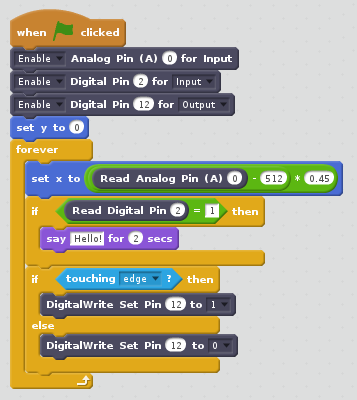 when clicked
Enable Analog Pin (A) 0 for Input
Enable Digital Pin 2 for Input
Enable Digital Pin 12 for Output
set y to 0
forever
set x to Read Analog Pin (A) 0 - 512 * 0.45
if Read Digital Pin 2 = 1 then
say Hello! for 2 secs
if touching edge ? then
DigitalWrite Set Pin 12 to 1
else
DigitalWrite Set Pin 12 to 0